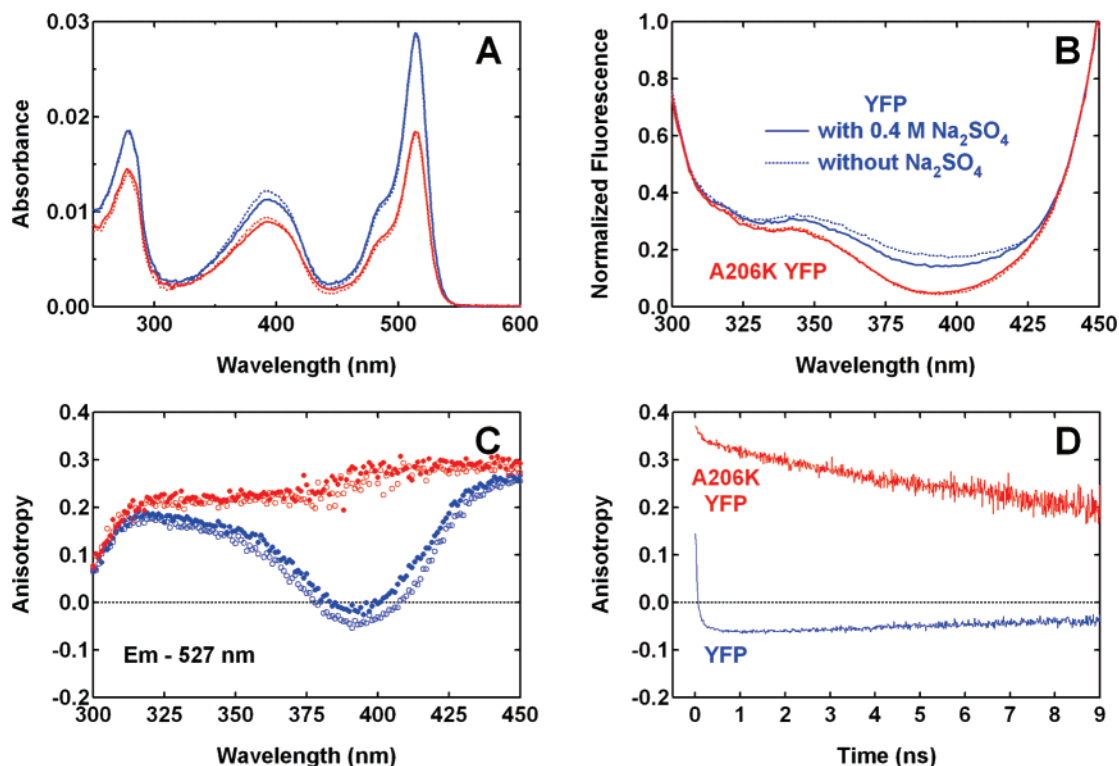 A
0.03
0.02
0.01
0.00
Absorbance
300
400
500
600
Wavelength (nm)
B
1.0
0.8
0.6
0.4
0.2
0.0
Normalized Fluorescence
YFP
with 0.4 M Na₂SO₄
without Na₂SO₄
A206K YFP
300
325
350
375
400
425
450
Wavelength (nm)
C
0.4
0.3
0.2
0.1
0.0
-0.1
-0.2
Anisotropy
Em - 527 nm
300
325
350
375
400
425
450
Wavelength (nm)
D
0.4
0.3
0.2
0.1
0.0
-0.1
-0.2
Anisotropy
A206K
YFP
YFP
0
1
2
3
4
5
6
7
8
9
Time (ns)